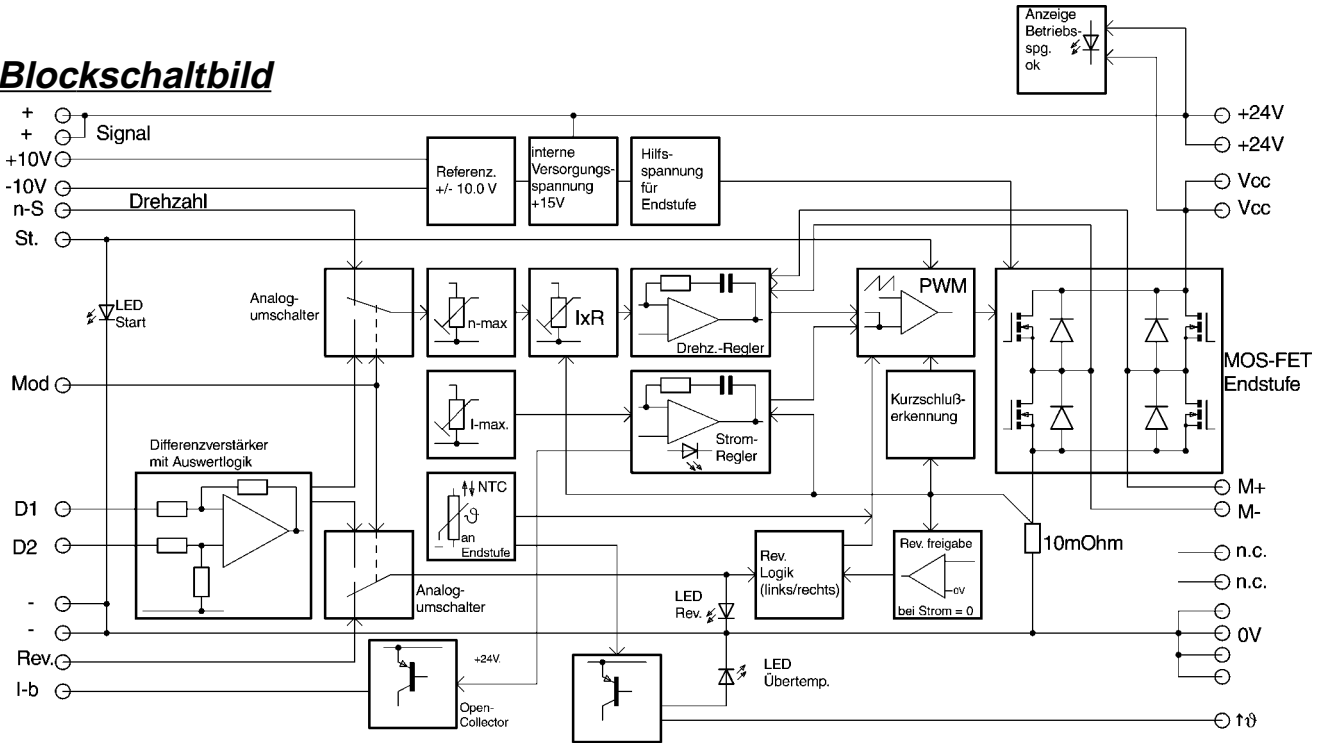 Anzeige
Betriebs-
spg.
ok
Blockschaltbild
+
+
Signal
+10V
-10V
n-S
Drehzahl
St.
Referenz.
+/- 10.0 V
interne
Versorgungs-
spannung
+15V
Hilfs-
spannung
für
Endstufe
+24V
+24V
Vcc
Vcc
LED
Start
Analog-
umschalter
n-max
IxR
Drehz.-Regler
PWM
MOS-FET
Endstufe
Mod
I-max.
Strom-
Regler
Kurzschluß-
erkennung
Differenzverstärker
mit Auswertlogik
D1
D2
NTC
ϑ
an
Endstufe
Analog-
umschalter
Rev.
Logik
(links/rechts)
Rev. freigabe
0V
bei Strom = 0
10mOhm
M+
M-
n.c.
n.c.
LED
Rev.
-
-
0V
Rev.
I-b
+24V.
Open-
Collector
LED
Übertemp.
↑ϑ